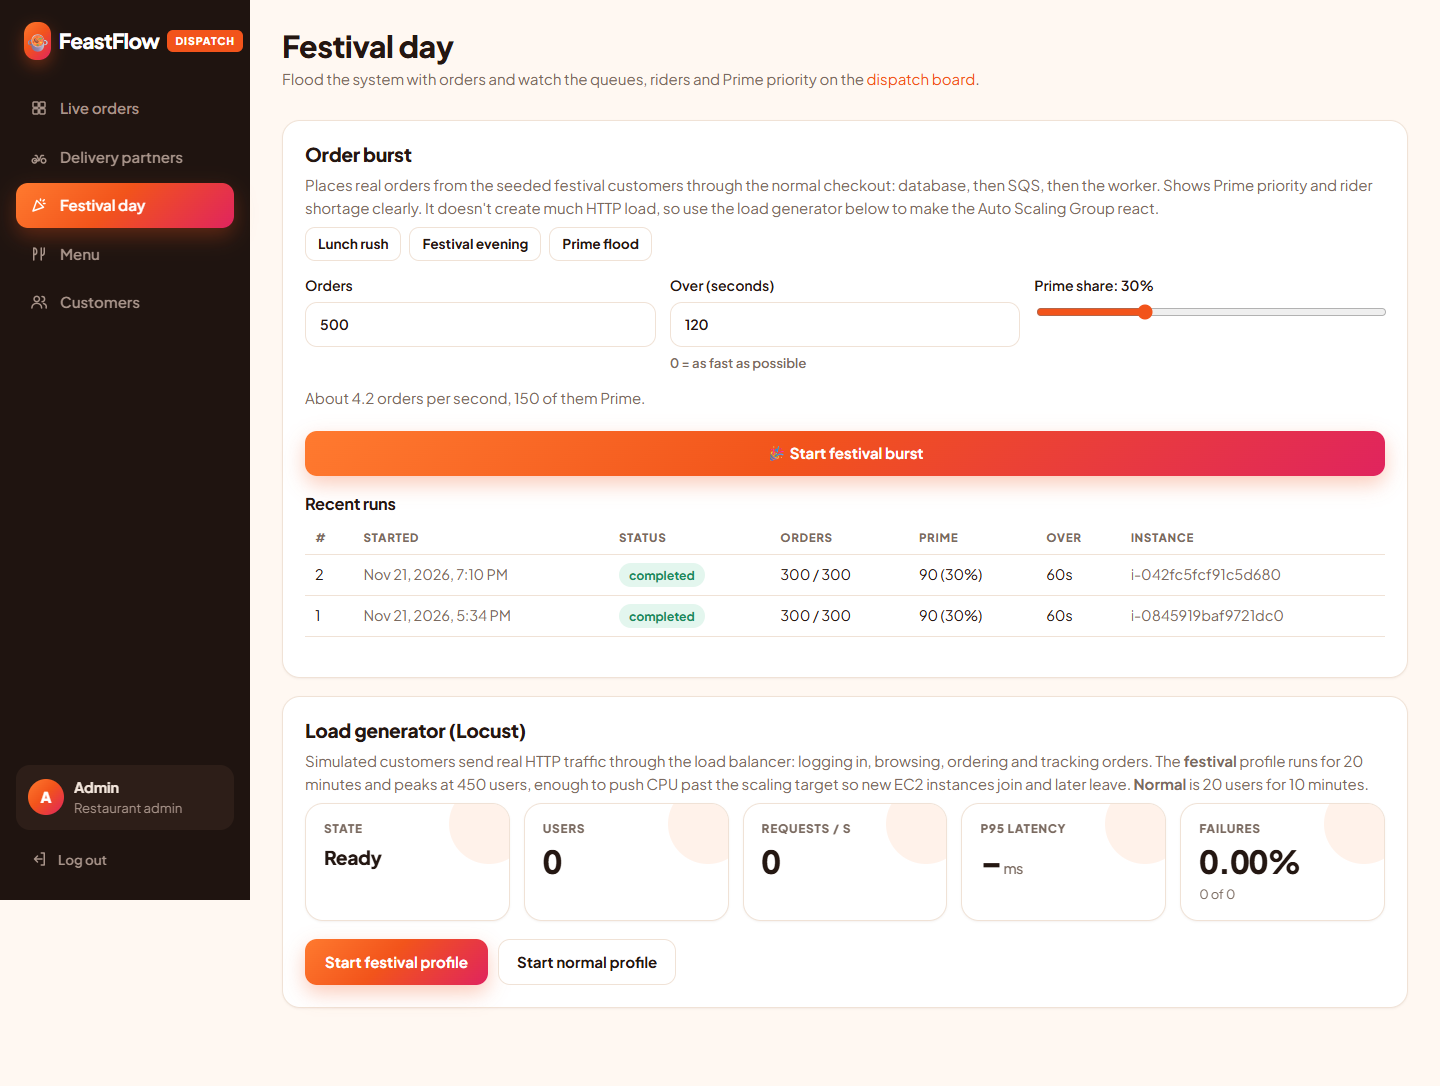 FeastFlow DISPATCH
Live orders
Delivery partners
Festival day
Menu
Customers
A
Admin
Restaurant admin
Log out
Festival day
Flood the system with orders and watch the queues, riders and Prime priority on the dispatch board.
Order burst
Places real orders from the seeded festival customers through the normal checkout: database, then SQS, then the worker. Shows Prime priority and rider
shortage clearly. It doesn't create much HTTP load, so use the load generator below to make the Auto Scaling Group react.
Lunch rush Festival evening Prime flood
Orders Over (seconds) Prime share: 30%
500 120
0 = as fast as possible
About 4.2 orders per second, 150 of them Prime.
Start festival burst
Recent runs
# STARTED STATUS ORDERS PRIME OVER INSTANCE
2 Nov 21, 2026, 7:10 PM completed 300 / 300 90 (30%) 60s i-042fc5fcf91c5d680
1 Nov 21, 2026, 5:34 PM completed 300 / 300 90 (30%) 60s i-0845919baf9721dc0
Load generator (Locust)
Simulated customers send real HTTP traffic through the load balancer: logging in, browsing, ordering and tracking orders. The festival profile runs for 20
minutes and peaks at 450 users, enough to push CPU past the scaling target so new EC2 instances join and later leave. Normal is 20 users for 10 minutes.
STATE USERS REQUESTS / S P95 LATENCY FAILURES
Ready 0 0 – ms 0.00%
0 of 0
Start festival profile Start normal profile